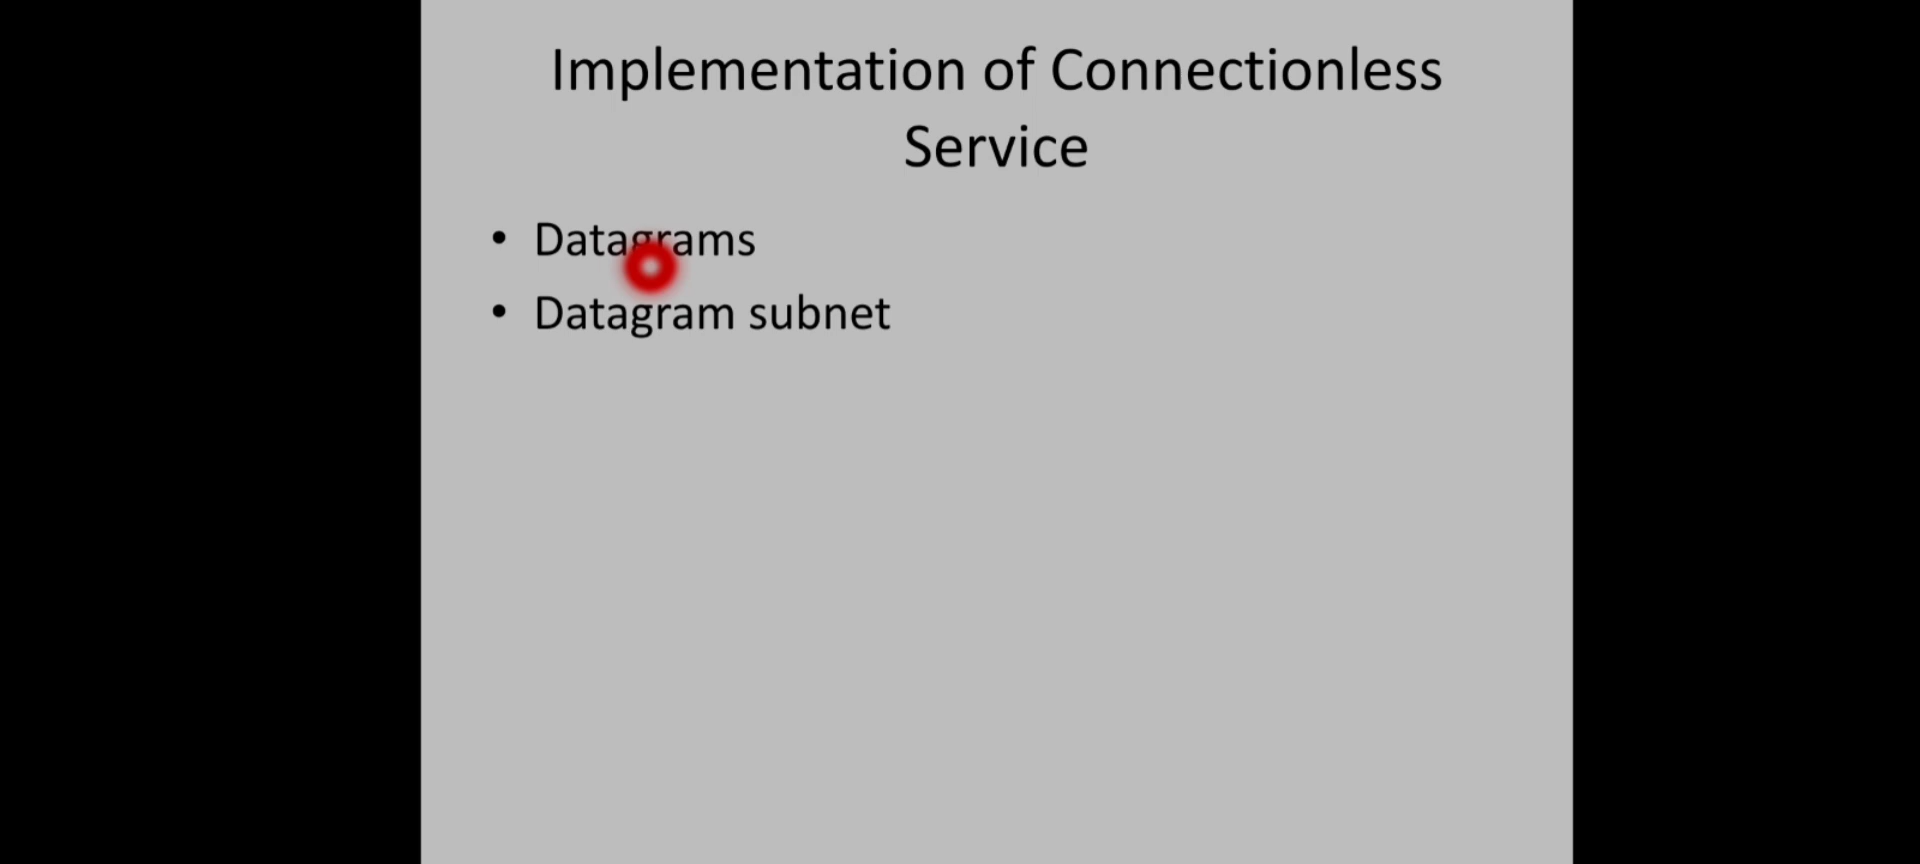 Implementation of Connectionless
Service
• Datagrams
• Datagram subnet